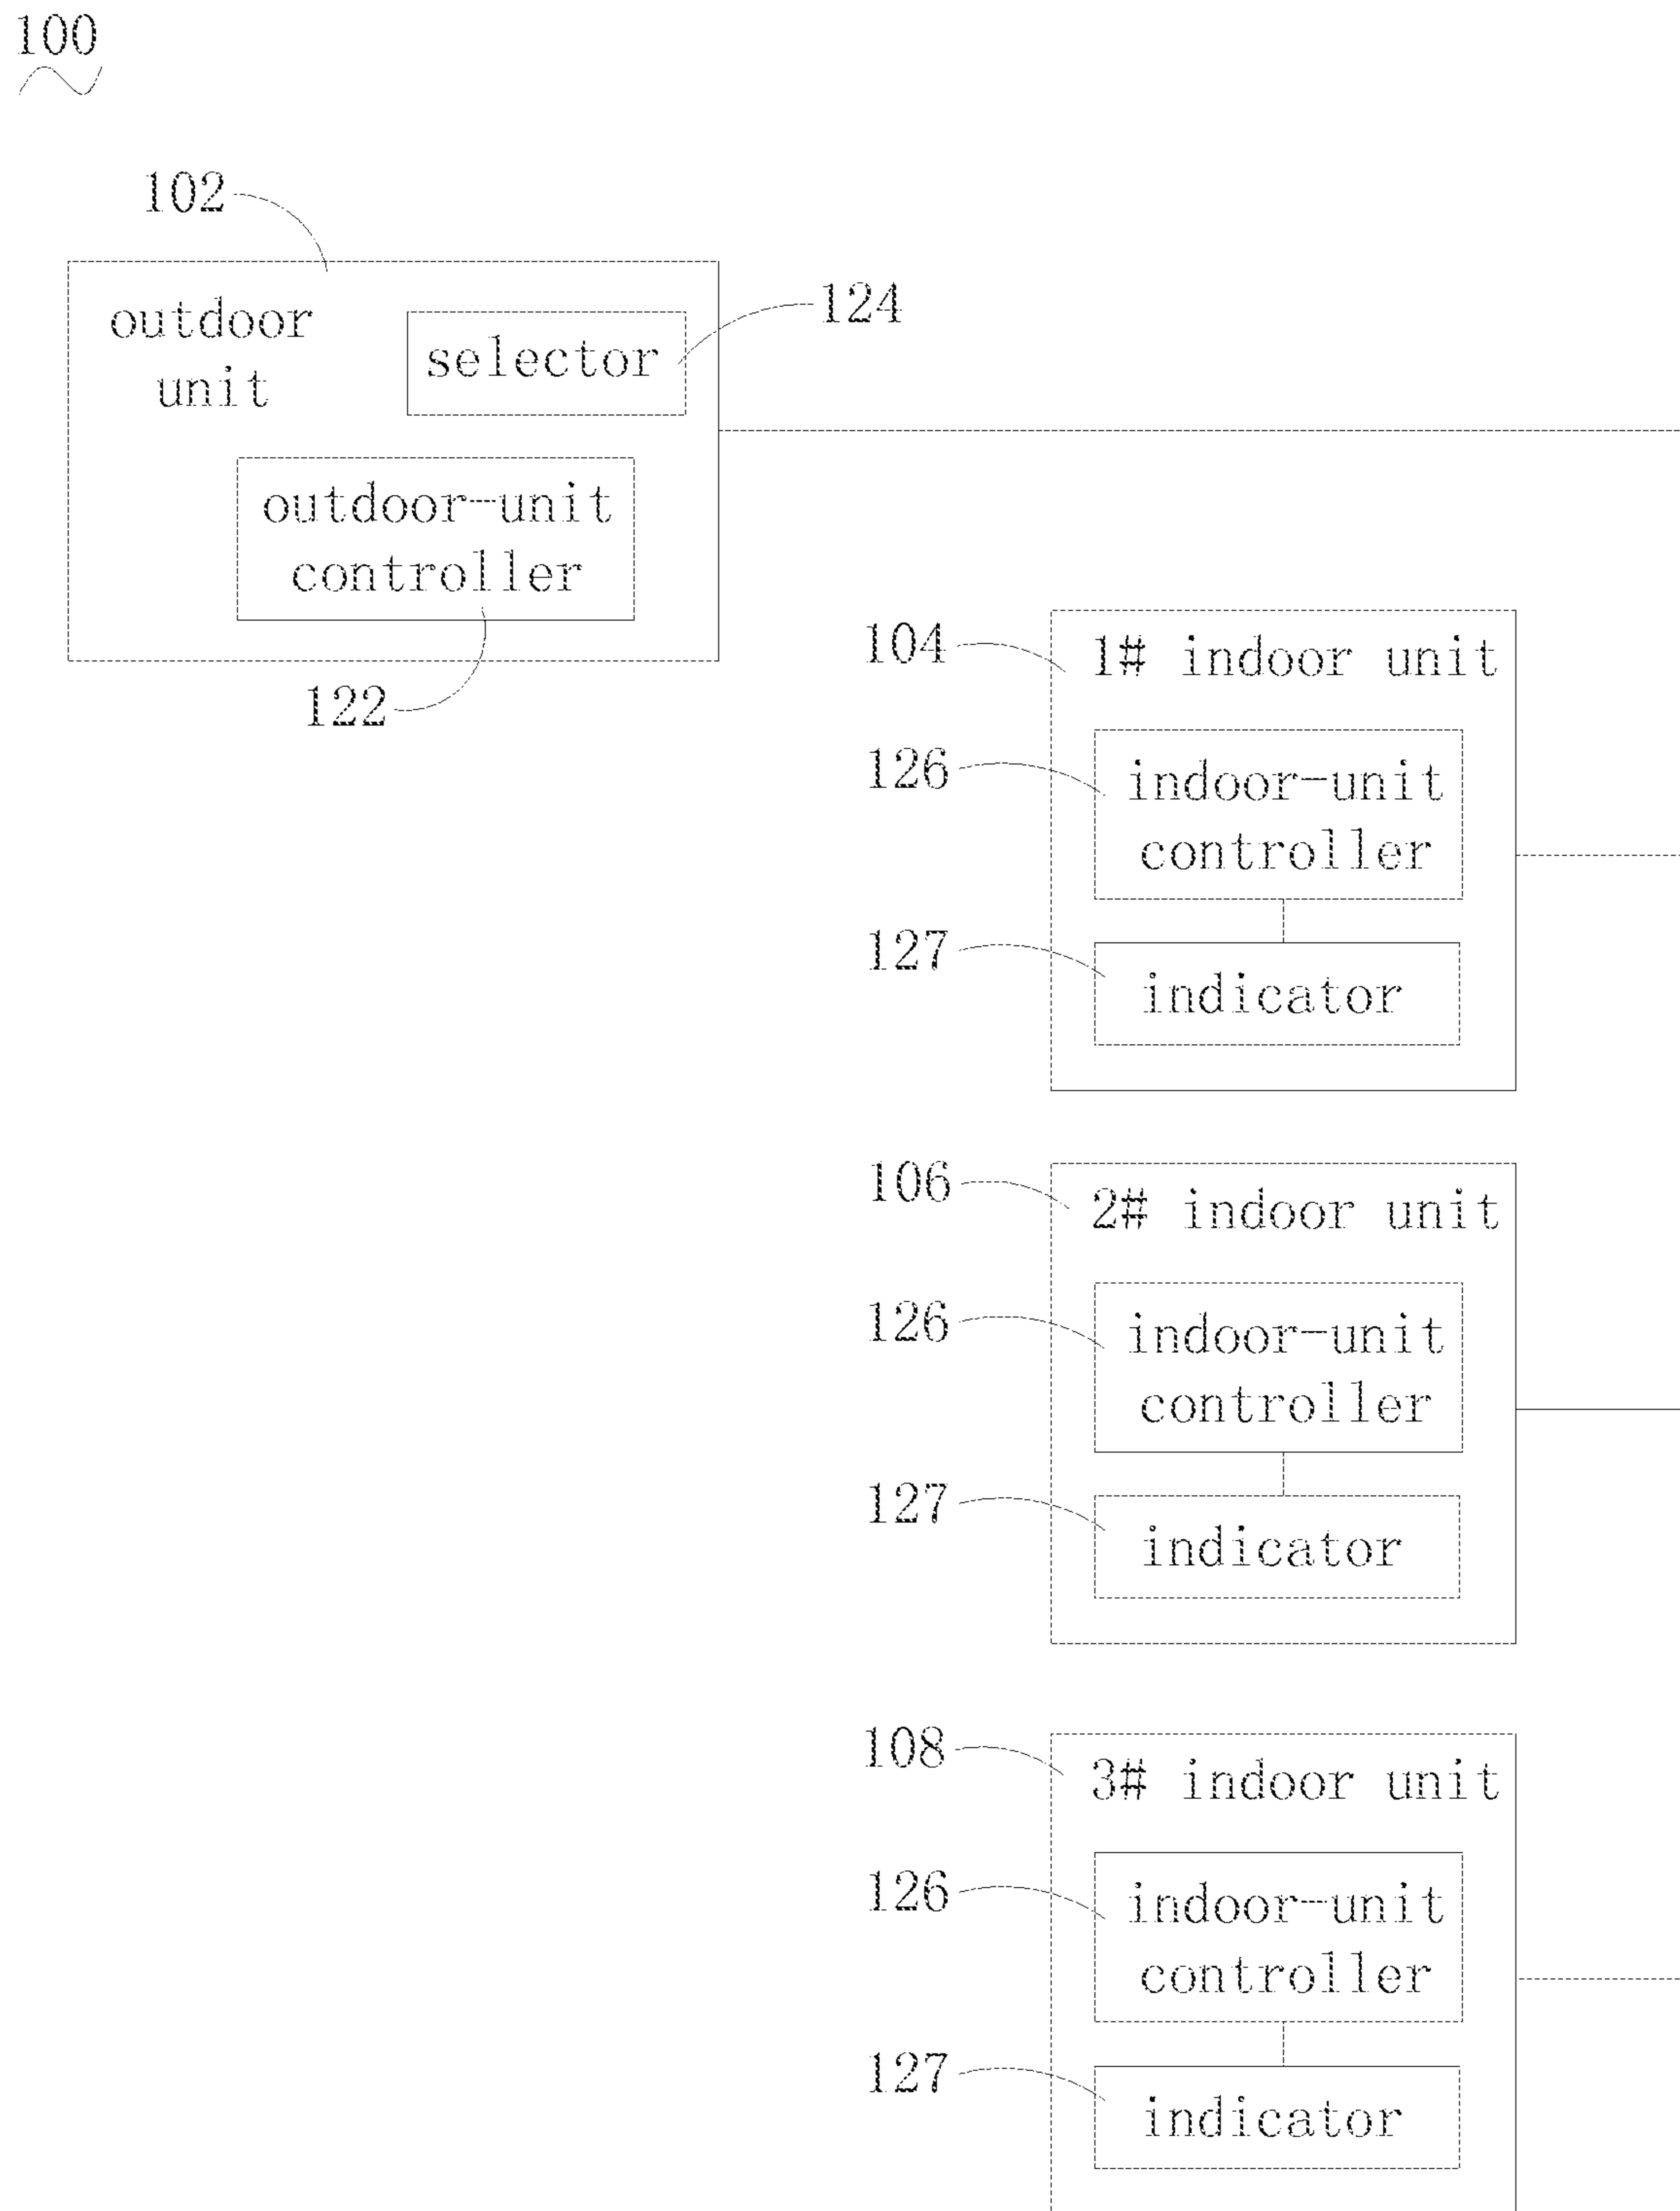 100
102
124
outdoor
unit
selector
outdoor-unit
controller
122
104
1# indoor unit
126
indoor-unit
controller
127
indicator
106
2# indoor unit
126
indoor-unit
controller
127
indicator
108
3# indoor unit
126
indoor-unit
controller
127
indicator